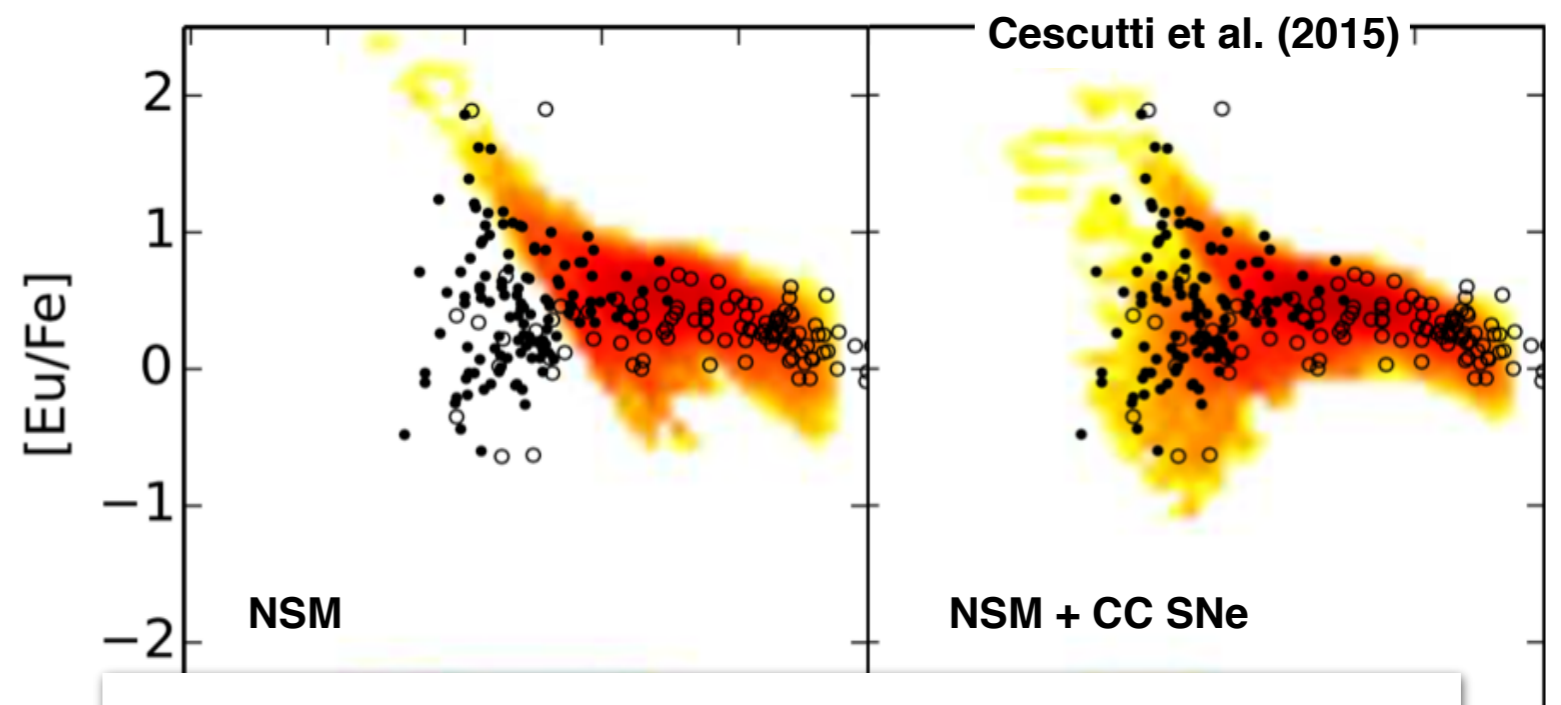 Cescutti et al. (2015)
2
1
0
−1
−2
[Eu/Fe]
NSM
NSM + CC SNe